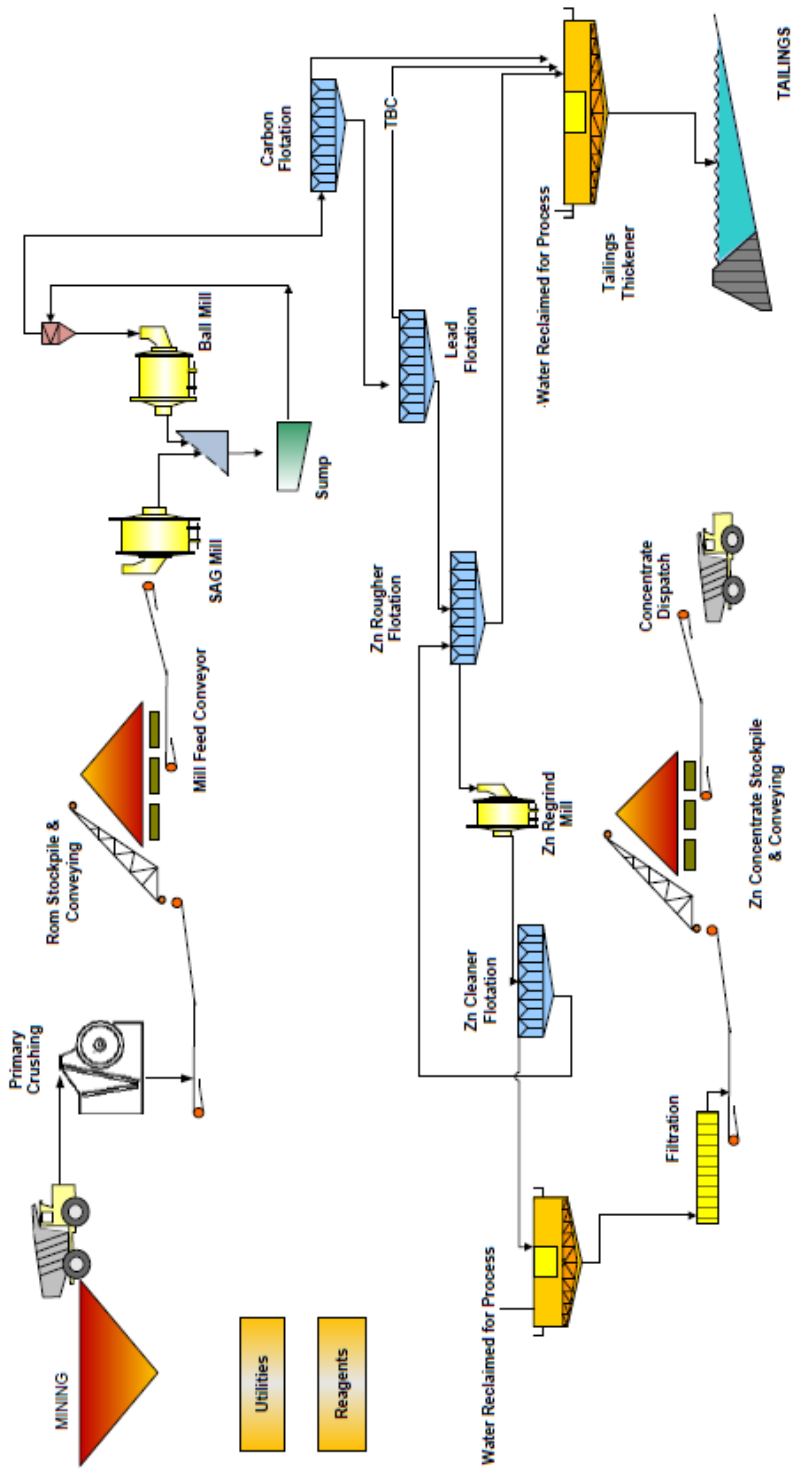 MINING
Primary
Crushing
Rom Stockpile &
Conveying
Mill Feed Conveyor
SAG Mill
Ball Mill
Sump
Carbon
Flotation
Utilities
Reagents
Lead
Flotation
TBC
Zn Rougher
Flotation
Zn Regrind
Mill
Zn Cleaner
Flotation
Water Reclaimed for Process
Water Reclaimed for Process
Tailings
Thickener
Filtration
Zn Concentrate Stockpile
& Conveying
Concentrate
Dispatch
TAILINGS